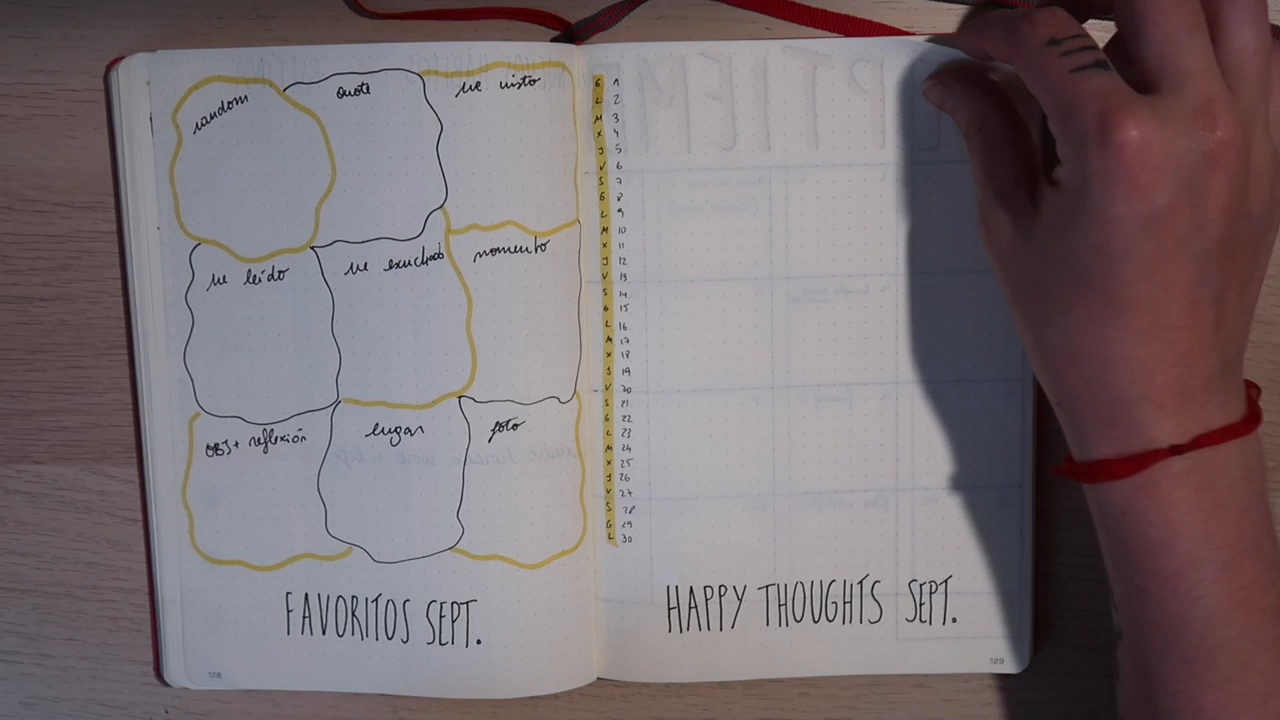 random
quote
he visto
he leído
he escuchado
momento
OBJ + reflexión
lugar
foto
FAVORITOS SEPT.
128
G 1
L 2
M 3
X 4
J 5
V 6
S 7
G 8
L 9
M 10
X 11
J 12
V 13
S 14
G 15
L 16
M 17
X 18
J 19
V 20
S 21
G 22
L 23
M 24
X 25
J 26
V 27
S 28
G 29
L 30
HAPPY THOUGHTS SEPT.
129